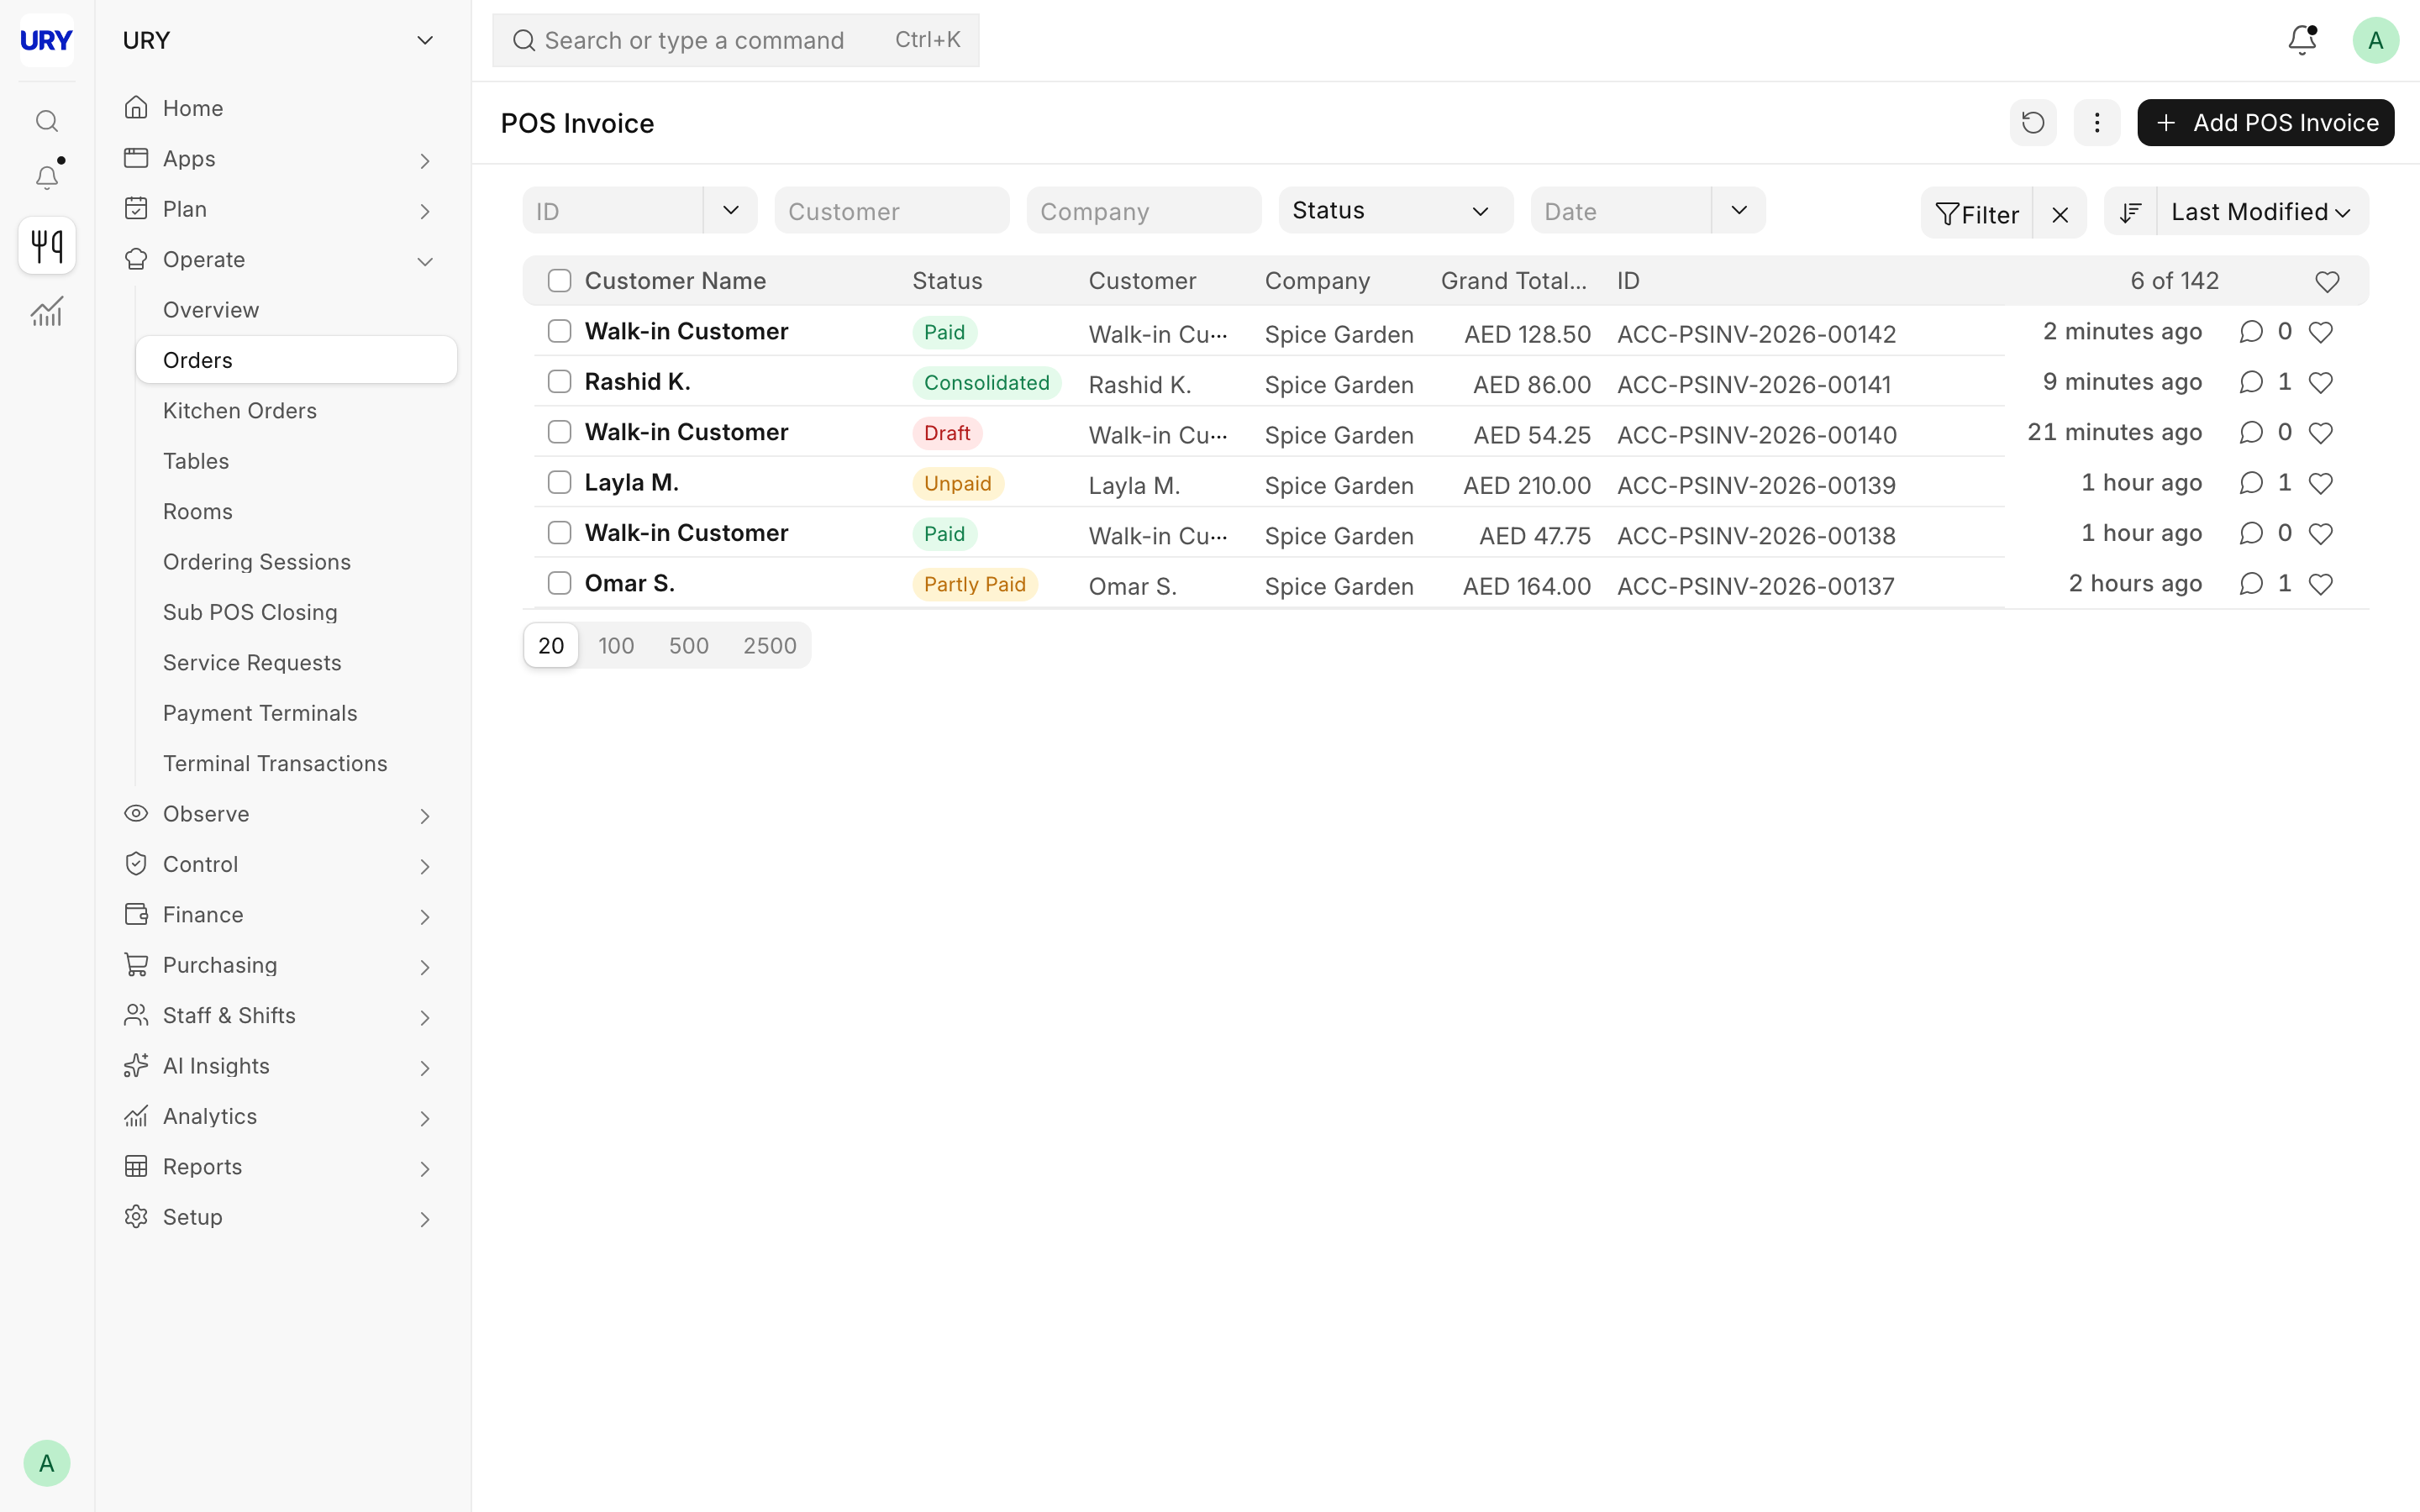 URY
URY
Search or type a command Ctrl+K
A
Home
Apps
Plan
Operate
Overview
Orders
Kitchen Orders
Tables
Rooms
Ordering Sessions
Sub POS Closing
Service Requests
Payment Terminals
Terminal Transactions
Observe
Control
Finance
Purchasing
Staff & Shifts
AI Insights
Analytics
Reports
Setup
A
POS Invoice
Add POS Invoice
ID Customer Company Status Date Filter Last Modified
Customer Name Status Customer Company Grand Total... ID 6 of 142
Walk-in Customer Paid Walk-in Cu... Spice Garden AED 128.50 ACC-PSINV-2026-00142 2 minutes ago 0
Rashid K. Consolidated Rashid K. Spice Garden AED 86.00 ACC-PSINV-2026-00141 9 minutes ago 1
Walk-in Customer Draft Walk-in Cu... Spice Garden AED 54.25 ACC-PSINV-2026-00140 21 minutes ago 0
Layla M. Unpaid Layla M. Spice Garden AED 210.00 ACC-PSINV-2026-00139 1 hour ago 1
Walk-in Customer Paid Walk-in Cu... Spice Garden AED 47.75 ACC-PSINV-2026-00138 1 hour ago 0
Omar S. Partly Paid Omar S. Spice Garden AED 164.00 ACC-PSINV-2026-00137 2 hours ago 1
20 100 500 2500